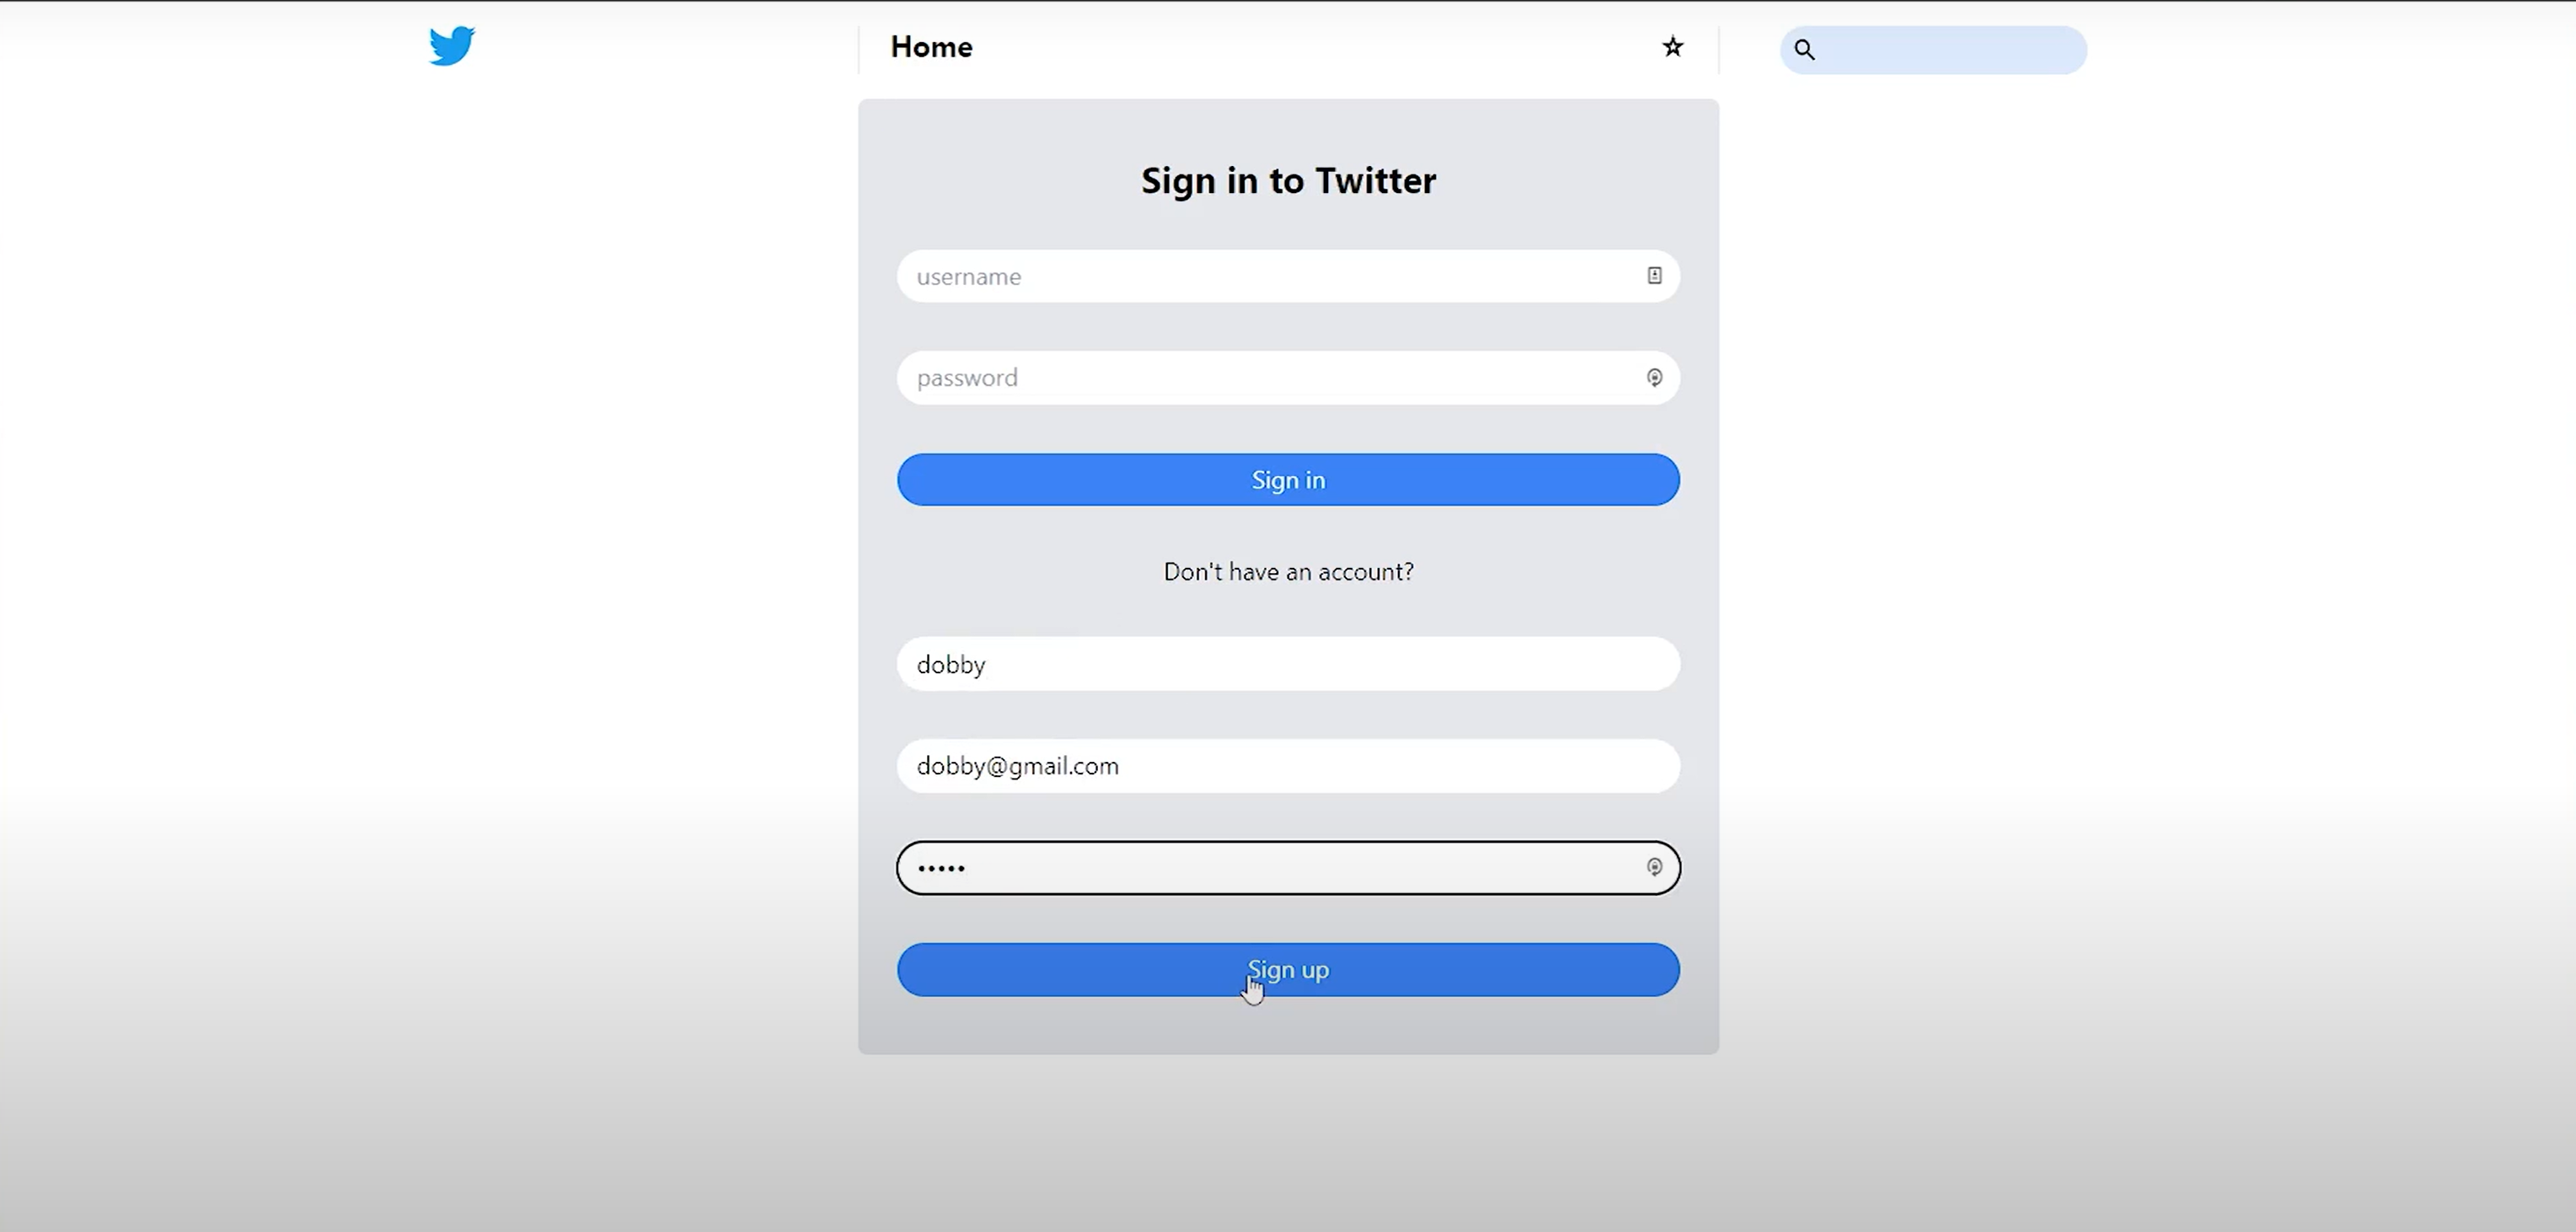 Home
Sign in to Twitter
username
password
Sign in
Don't have an account?
dobby
dobby@gmail.com
•••••
Sign up